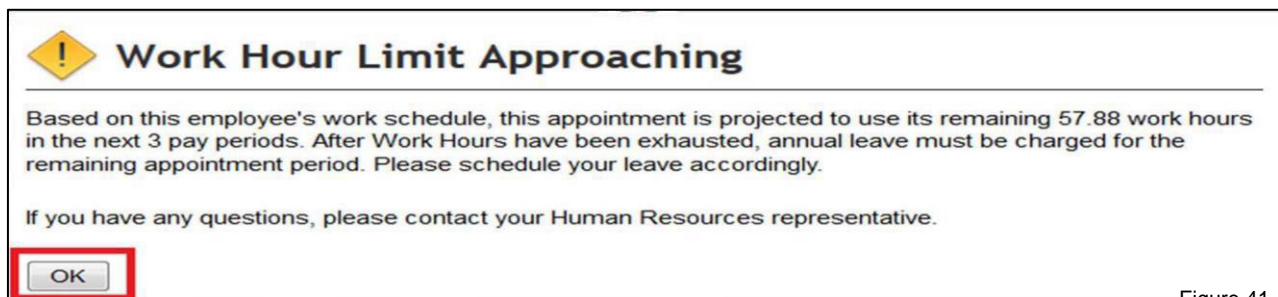 Work Hour Limit Approaching
Based on this employee's work schedule, this appointment is projected to use its remaining 57.88 work hours
in the next 3 pay periods. After Work Hours have been exhausted, annual leave must be charged for the
remaining appointment period. Please schedule your leave accordingly.
If you have any questions, please contact your Human Resources representative.
OK
Figure 41